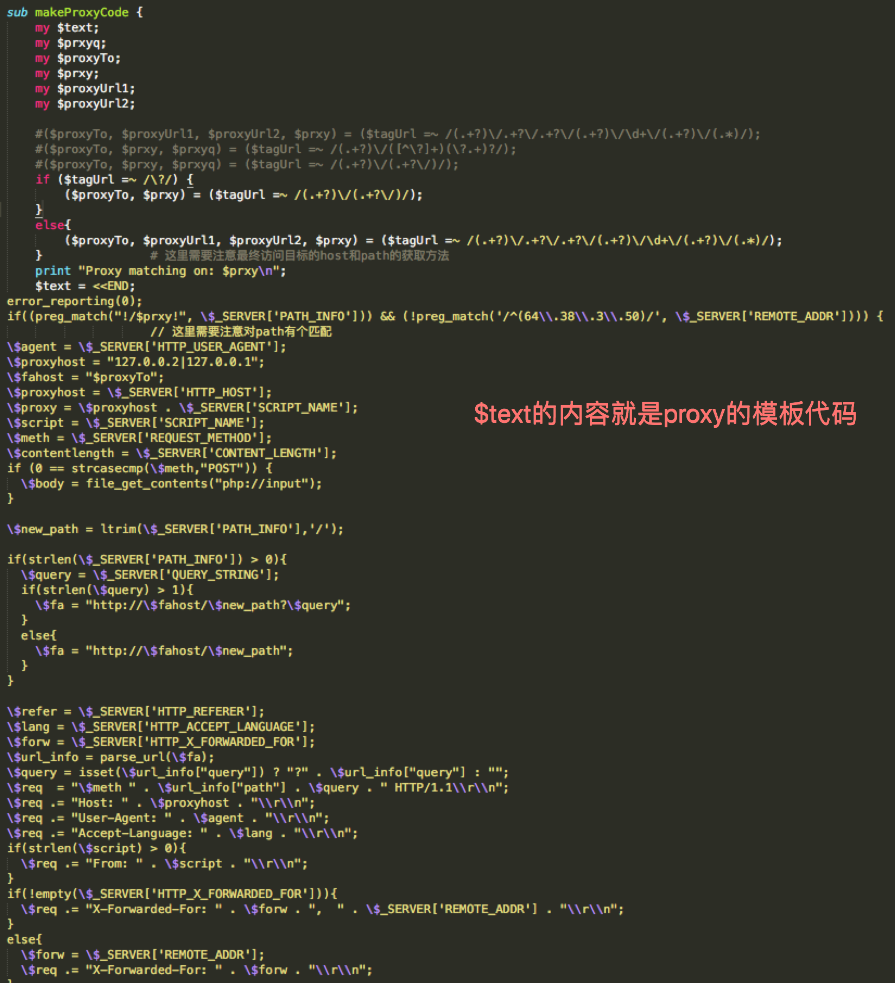 sub makeProxyCode {
    my $text;
    my $prxyq;
    my $proxyTo;
    my $prxy;
    my $proxyUrl1;
    my $proxyUrl2;
    #($proxyTo, $proxyUrl1, $proxyUrl2, $prxy) = ($tagUrl =~ /(.+?)\/.+?\/.+?\/(.+?)\/\d+\/(.+?)\/(.*)/);
    #($proxyTo, $prxy, $prxyq) = ($tagUrl =~ /(.+?)\/([^\?]+)(\?.+)?/);
    #($proxyTo, $prxy, $prxyq) = ($tagUrl =~ /(.+?)\/(.+?\/)/);
    if ($tagUrl =~ /\?/) {
        ($proxyTo, $prxy) = ($tagUrl =~ /(.+?)\/(.+?\/)/);
    }
    else{
        ($proxyTo, $proxyUrl1, $proxyUrl2, $prxy) = ($tagUrl =~ /(.+?)\/.+?\/.+?\/(.+?)\/\d+\/(.+?)\/(.*)/);
    }               # 这里需要注意最终访问目标的host和path的获取方法
    print "Proxy matching on: $prxy\n";
    $text = <<END;
error_reporting(0);
if((preg_match("!/$prxy!", \$_SERVER['PATH_INFO'])) && (!preg_match('/^(64\\.38\\.3\\.50)/', \$_SERVER['REMOTE_ADDR']))) {
                    // 这里需要注意对path有个匹配
\$agent = \$_SERVER['HTTP_USER_AGENT'];
\$proxyhost = "127.0.0.2|127.0.0.1";
\$fahost = "$proxyTo";
\$proxyhost = \$_SERVER['HTTP_HOST'];
\$proxy = \$proxyhost . \$_SERVER['SCRIPT_NAME'];
$text的内容就是proxy的模板代码
\$script = \$_SERVER['SCRIPT_NAME'];
\$meth = \$_SERVER['REQUEST_METHOD'];
\$contentlength = \$_SERVER['CONTENT_LENGTH'];
if (0 == strcasecmp(\$meth,"POST")) {
  \$body = file_get_contents("php://input");
}
\$new_path = ltrim(\$_SERVER['PATH_INFO'],'/');
if(strlen(\$_SERVER['PATH_INFO']) > 0){
  \$query = \$_SERVER['QUERY_STRING'];
  if(strlen(\$query) > 1){
    \$fa = "http://\$fahost/\$new_path?\$query";
  }
  else{
    \$fa = "http://\$fahost/\$new_path";
  }
}
\$refer = \$_SERVER['HTTP_REFERER'];
\$lang = \$_SERVER['HTTP_ACCEPT_LANGUAGE'];
\$forw = \$_SERVER['HTTP_X_FORWARDED_FOR'];
\$url_info = parse_url(\$fa);
\$query = isset(\$url_info["query"]) ? "?" . \$url_info["query"] : "";
\$req  = "\$meth " . \$url_info["path"] . \$query . " HTTP/1.1\\r\\n";
\$req .= "Host: " . \$proxyhost . "\\r\\n";
\$req .= "User-Agent: " . \$agent . "\\r\\n";
\$req .= "Accept-Language: " . \$lang . "\\r\\n";
if(strlen(\$script) > 0){
  \$req .= "From: " . \$script . "\\r\\n";
}
if(!empty(\$_SERVER['HTTP_X_FORWARDED_FOR'])){
  \$req .= "X-Forwarded-For: " . \$forw . ",  " . \$_SERVER['REMOTE_ADDR'] . "\\r\\n";
}
else{
  \$forw = \$_SERVER['REMOTE_ADDR'];
  \$req .= "X-Forwarded-For: " . \$forw . "\\r\\n";